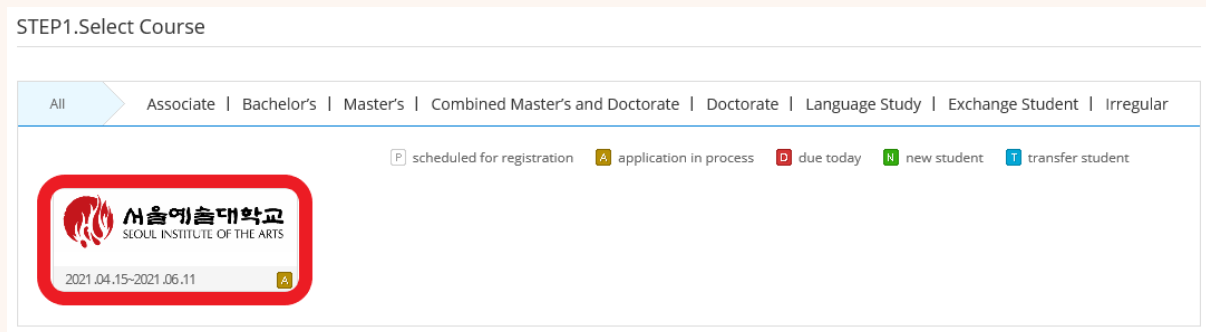 STEP1.Select Course
All Associate | Bachelor's | Master's | Combined Master's and Doctorate | Doctorate | Language Study | Exchange Student | Irregular
P scheduled for registration A application in process D due today N new student T transfer student
서울예술대학교
SEOUL INSTITUTE OF THE ARTS
2021.04.15~2021.06.11 A